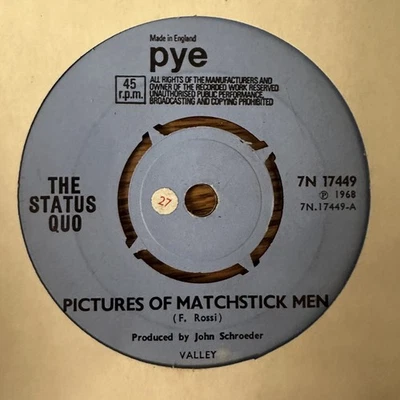 Made in England
pye
45
r.p.m.
ALL RIGHTS OF THE MANUFACTURERS AND
OWNER OF THE RECORDED WORK RESERVED
UNAUTHORISED PUBLIC PERFORMANCE,
BROADCASTING AND COPYING PROHIBITED
THE
STATUS
QUO
7N 17449
℗ 1968
7N.17449-A
27
PICTURES OF MATCHSTICK MEN
(F. Rossi)
Produced by John Schroeder
VALLEY